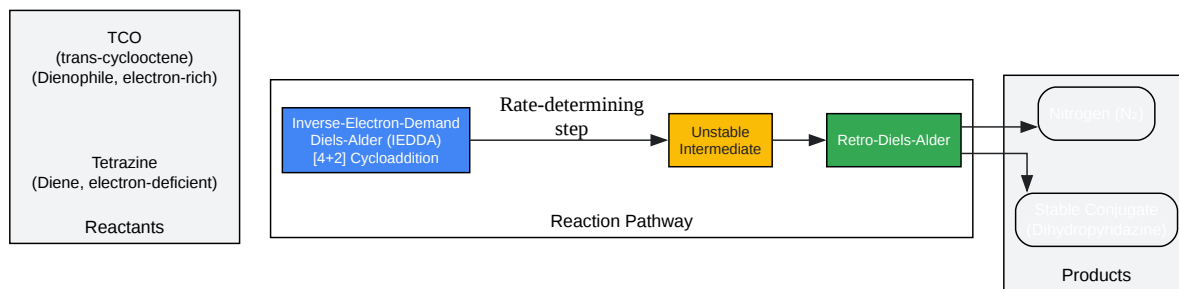 TCO
(trans-cyclooctene)
(Dienophile, electron-rich)
Tetrazine
(Diene, electron-deficient)
Reactants
Inverse-Electron-Demand
Diels-Alder (IEDDA)
[4+2] Cycloaddition
Rate-determining
step
Unstable
Intermediate
Retro-Diels-Alder
Reaction Pathway
Nitrogen (N₂)
Stable Conjugate
(Dihydropyridazine)
Products